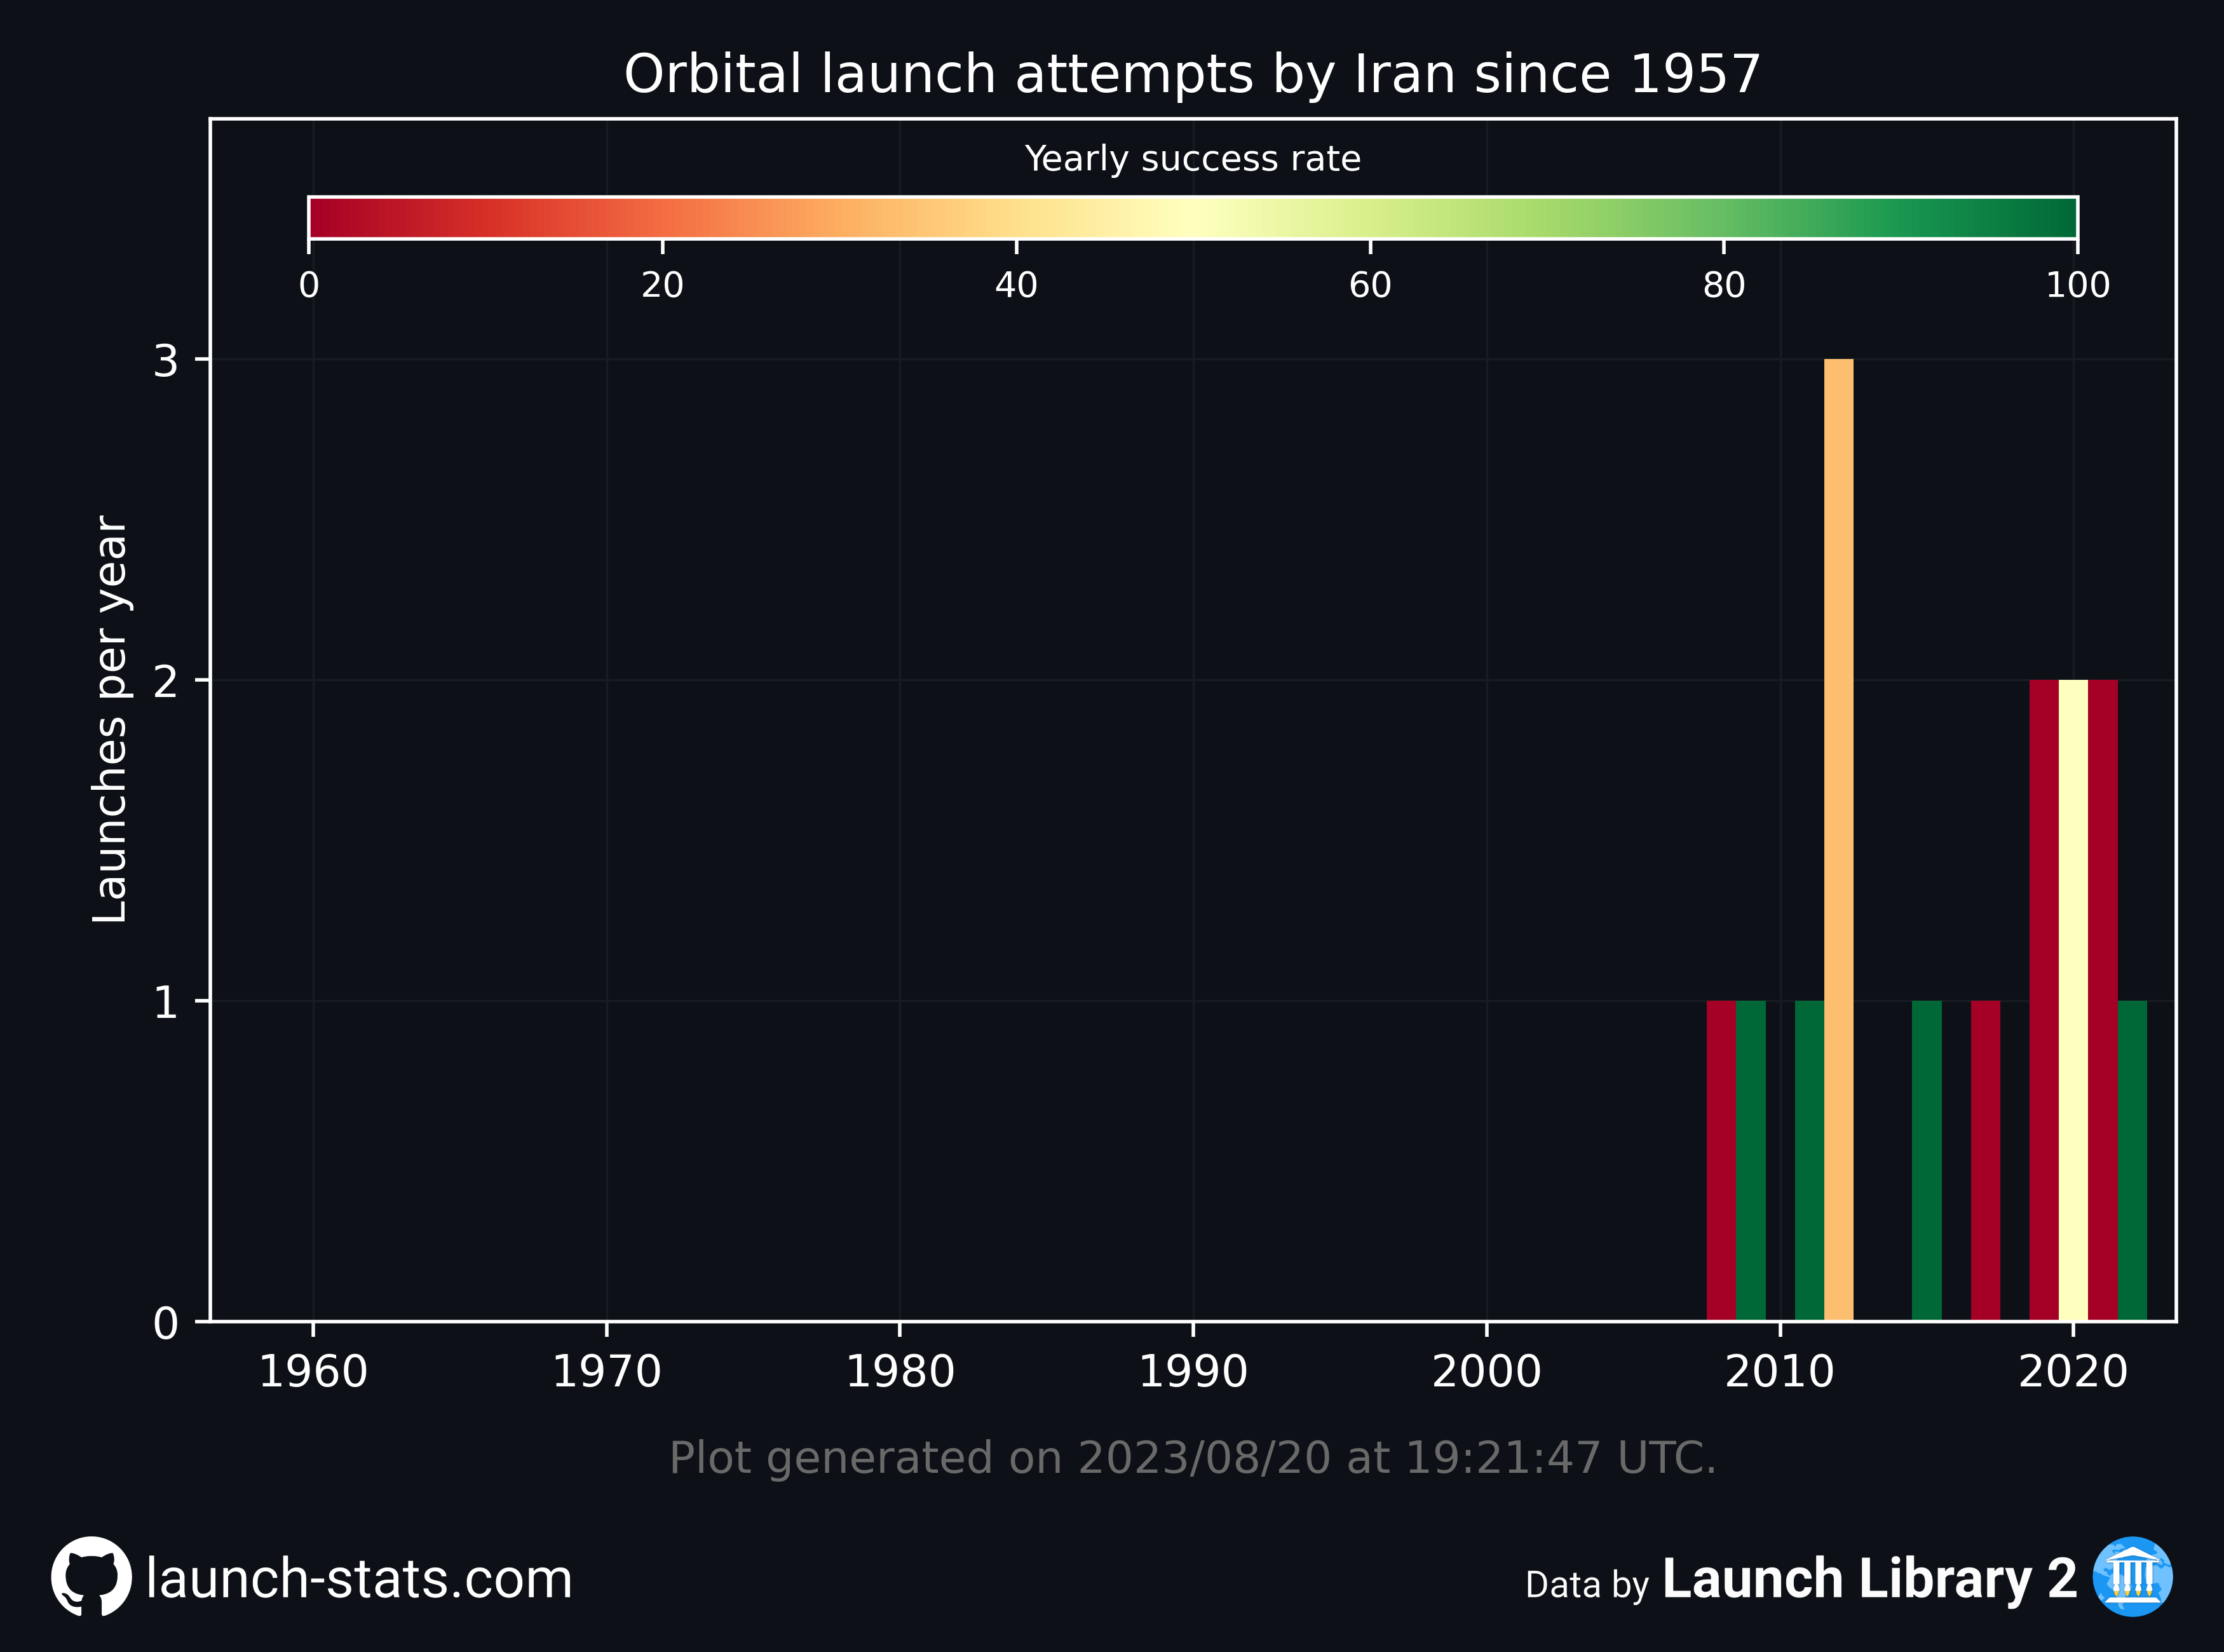 Orbital launch attempts by Iran since 1957
Yearly success rate
0 20 40 60 80 100
Launches per year
3
2
1
0
1960 1970 1980 1990 2000 2010 2020
Plot generated on 2023/08/20 at 19:21:47 UTC.
launch-stats.com
Data by Launch Library 2